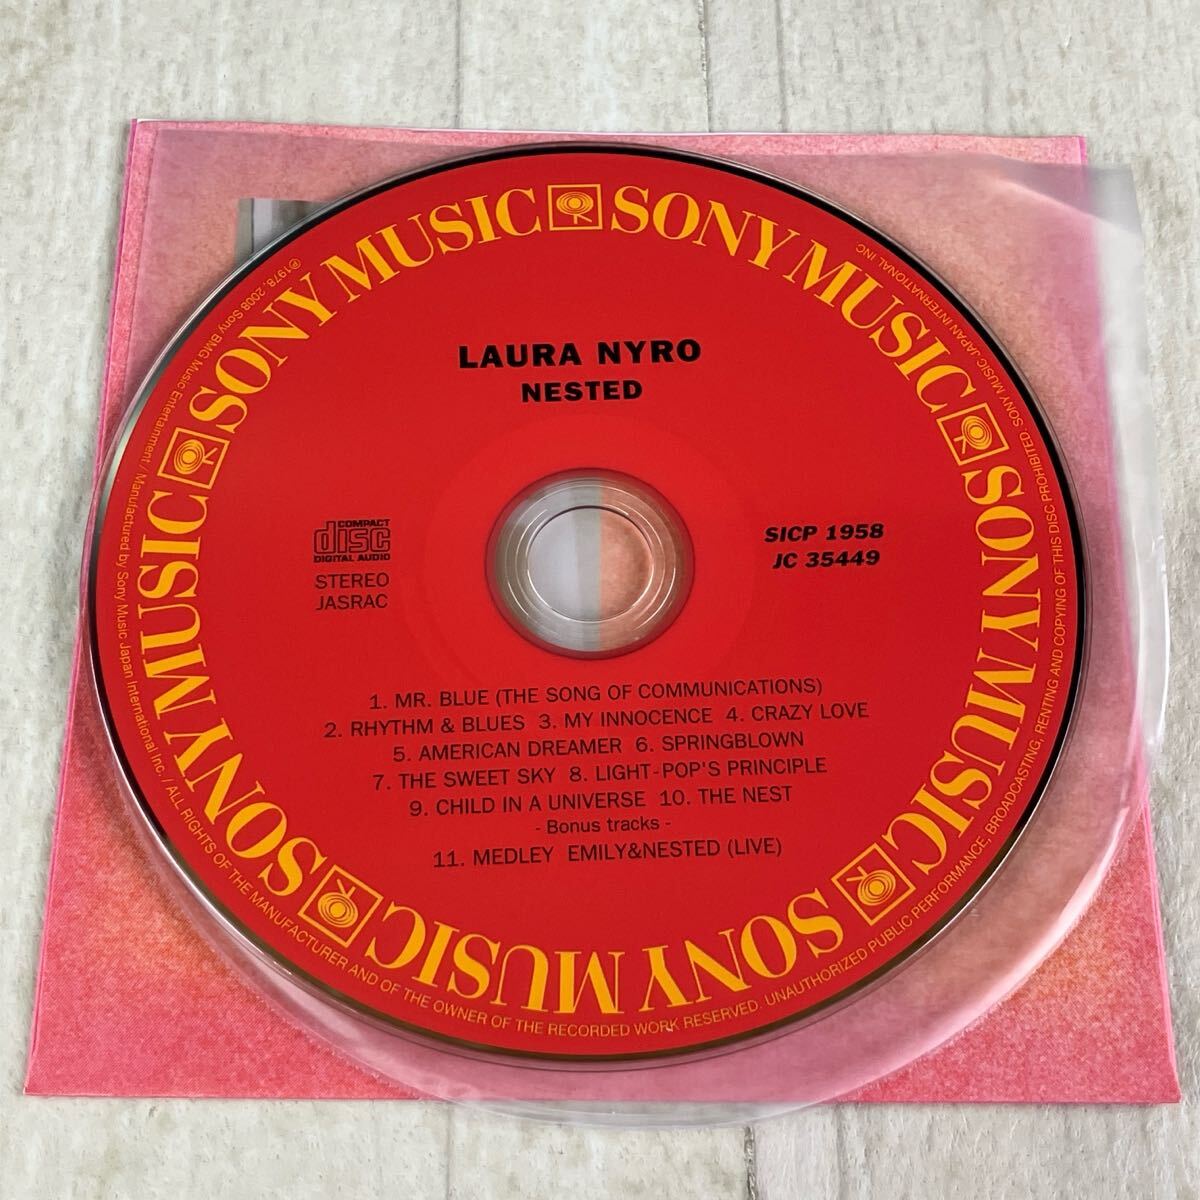 SONY MUSIC SONY MUSIC SONY MUSIC SONY MUSIC SONY MUSIC
LAURA NYRO
NESTED
COMPACT
disc
DIGITAL AUDIO
STEREO
JASRAC
SICP 1958
JC 35449
1. MR. BLUE (THE SONG OF COMMUNICATIONS)
2. RHYTHM & BLUES 3. MY INNOCENCE 4. CRAZY LOVE
5. AMERICAN DREAMER 6. SPRINGBLOWN
7. THE SWEET SKY 8. LIGHT-POP'S PRINCIPLE
9. CHILD IN A UNIVERSE 10. THE NEST
- Bonus tracks -
11. MEDLEY EMILY&NESTED (LIVE)
℗1978, 2008 Sony BMG Music Entertainment / Manufactured by Sony Music Japan International Inc. / ALL RIGHTS OF THE MANUFACTURER AND OF THE OWNER OF THE RECORDED WORK RESERVED. UNAUTHORIZED PUBLIC PERFORMANCE, BROADCASTING, RENTING AND COPYING OF THIS DISC PROHIBITED. SONY MUSIC JAPAN INTERNATIONAL INC